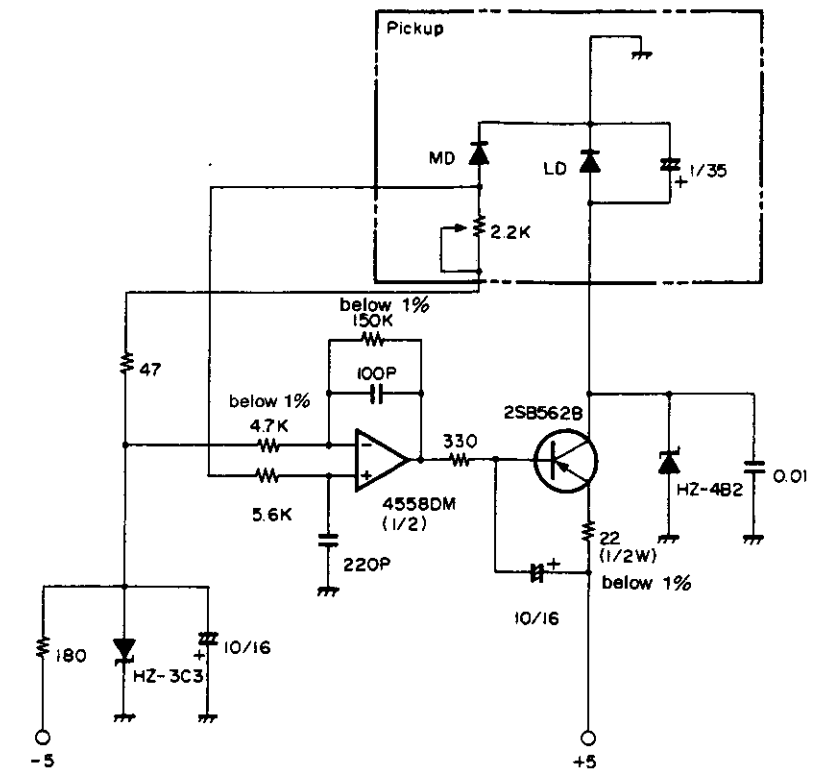 Pickup
MD
LD
1/35
+
2.2K
below 1%
150K
47
100P
below 1%
4.7K
2SB562B
330
-
+
HZ-4B2
0.01
5.6K
4558DM
(1/2)
22
(1/2W)
220P
+
below 1%
10/16
180
HZ-3C3
+
10/16
-5
+5